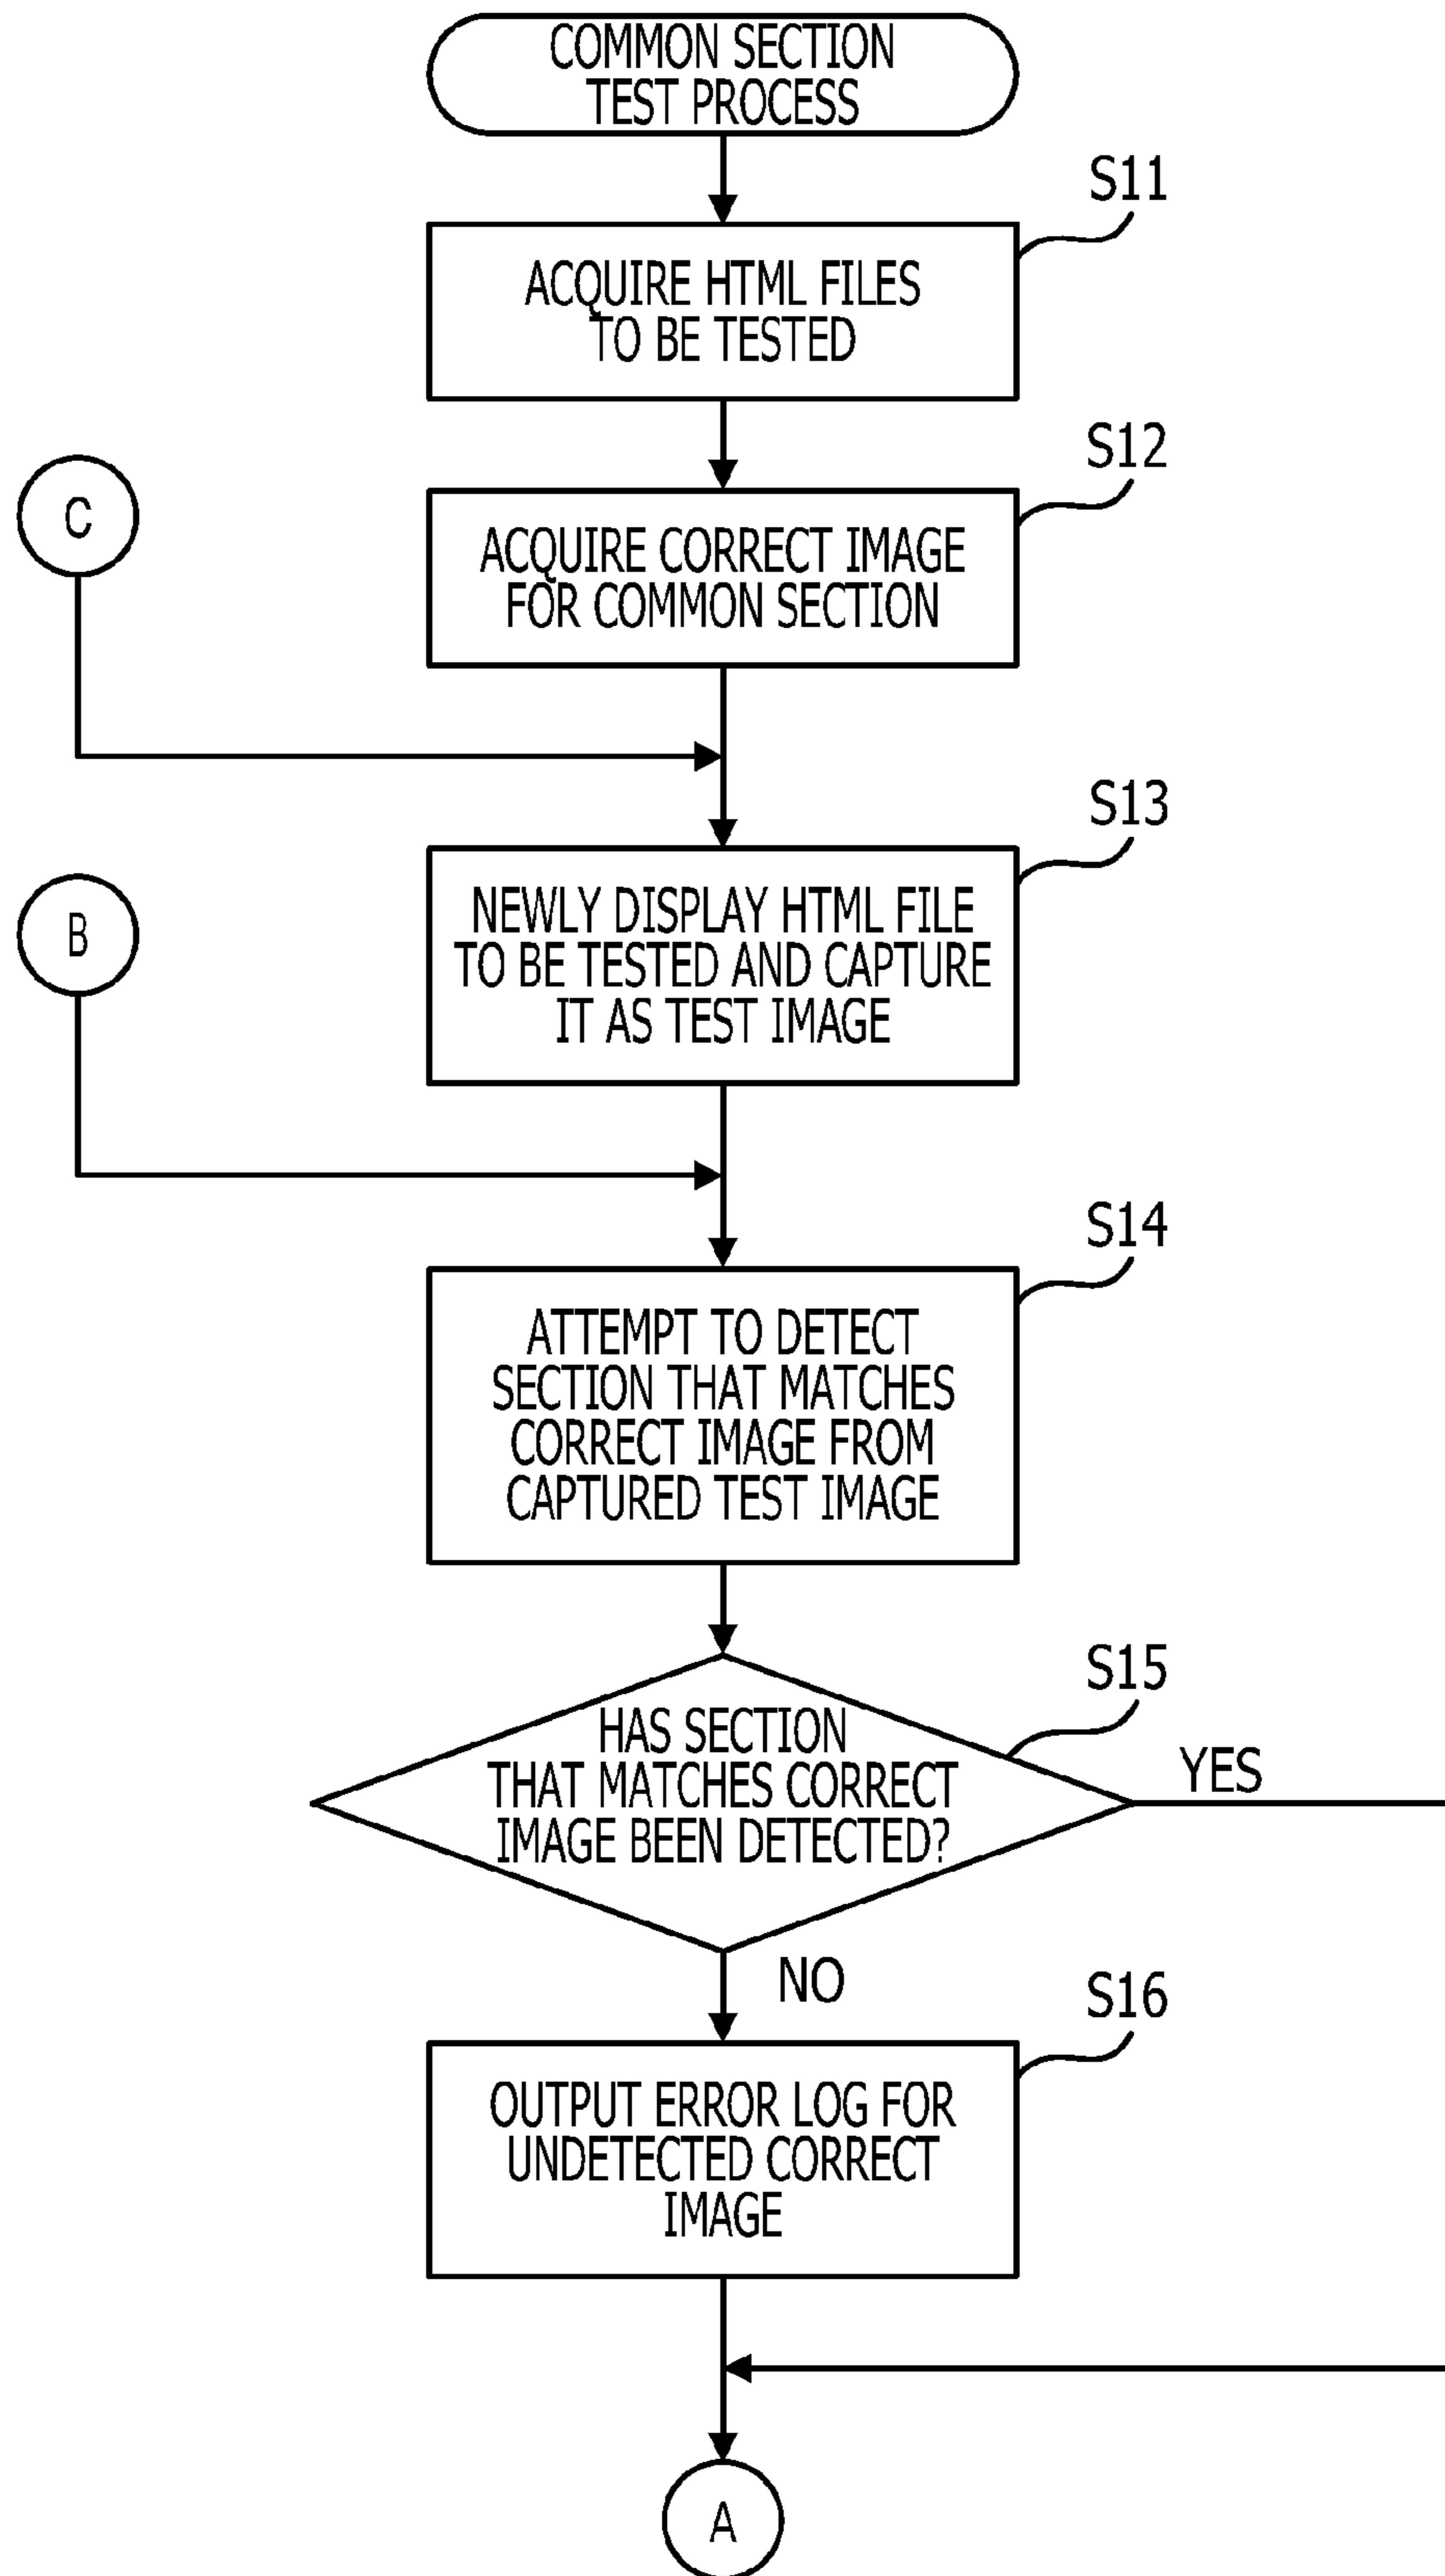 COMMON SECTION
TEST PROCESS
S11
ACQUIRE HTML FILES
TO BE TESTED
S12
C
ACQUIRE CORRECT IMAGE
FOR COMMON SECTION
S13
B
NEWLY DISPLAY HTML FILE
TO BE TESTED AND CAPTURE
IT AS TEST IMAGE
S14
ATTEMPT TO DETECT
SECTION THAT MATCHES
CORRECT IMAGE FROM
CAPTURED TEST IMAGE
S15
HAS SECTION
THAT MATCHES CORRECT
IMAGE BEEN DETECTED?
YES
NO
S16
OUTPUT ERROR LOG FOR
UNDETECTED CORRECT
IMAGE
A